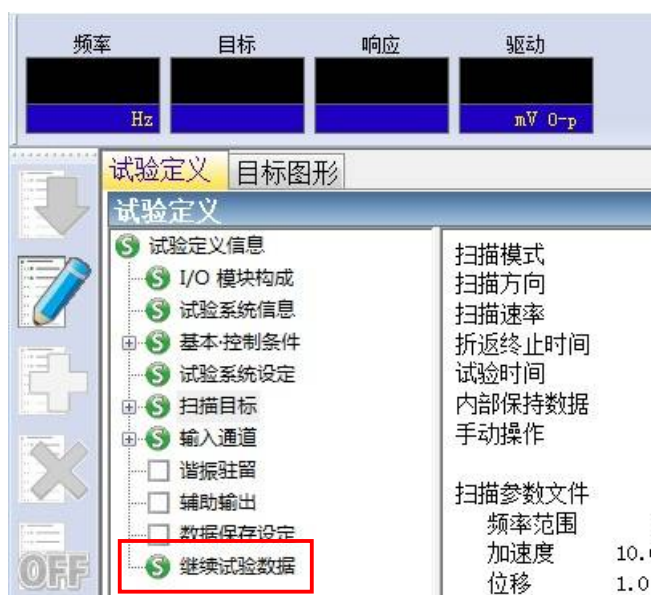 频率 目标 响应 驱动
Hz mV 0-p
试验定义 目标图形
试验定义
试验定义信息
I/O 模块构成
试验系统信息
基本·控制条件
试验系统设定
扫描目标
输入通道
谐振驻留
辅助输出
数据保存设定
继续试验数据
扫描模式
扫描方向
扫描速率
折返终止时间
试验时间
内部保持数据
手动操作
扫描参数文件
频率范围
加速度 10.
位移 1.0
OFF